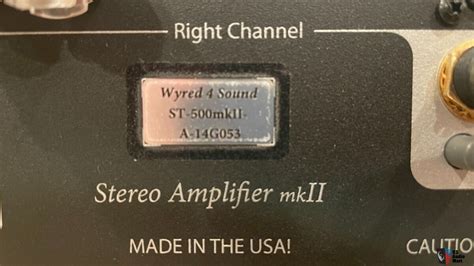 Right Channel
Wyred 4 Sound
ST-500mkII-
A-14G053
Stereo Amplifier mkII
MADE IN THE USA!
CAUTIO